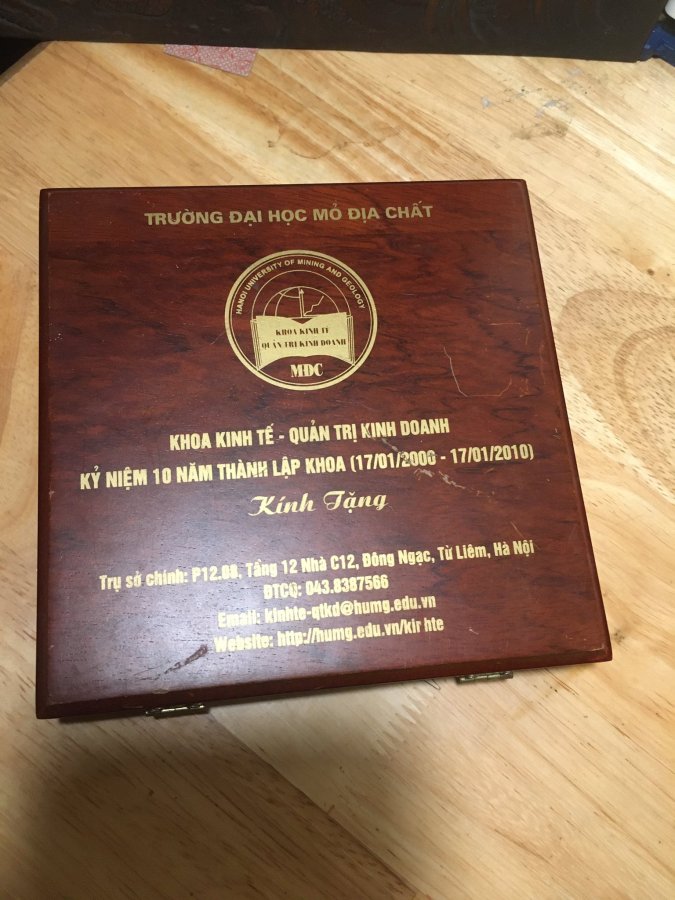 TRƯỜNG ĐẠI HỌC MỎ ĐỊA CHẤT
HANOI UNIVERSITY OF MINING AND GEOLOGY
KHOA KINH TẾ
QUẢN TRỊ KINH DOANH
MDC
KHOA KINH TẾ - QUẢN TRỊ KINH DOANH
KỶ NIỆM 10 NĂM THÀNH LẬP KHOA (17/01/2000 - 17/01/2010)
Kính Tặng
Trụ sở chính: P12.08, Tầng 12 Nhà C12, Đông Ngạc, Từ Liêm, Hà Nội
ĐTCQ: 043.8387566
Email: kinhte-qtkd@humg.edu.vn
Website: http://humg.edu.vn/kir hte